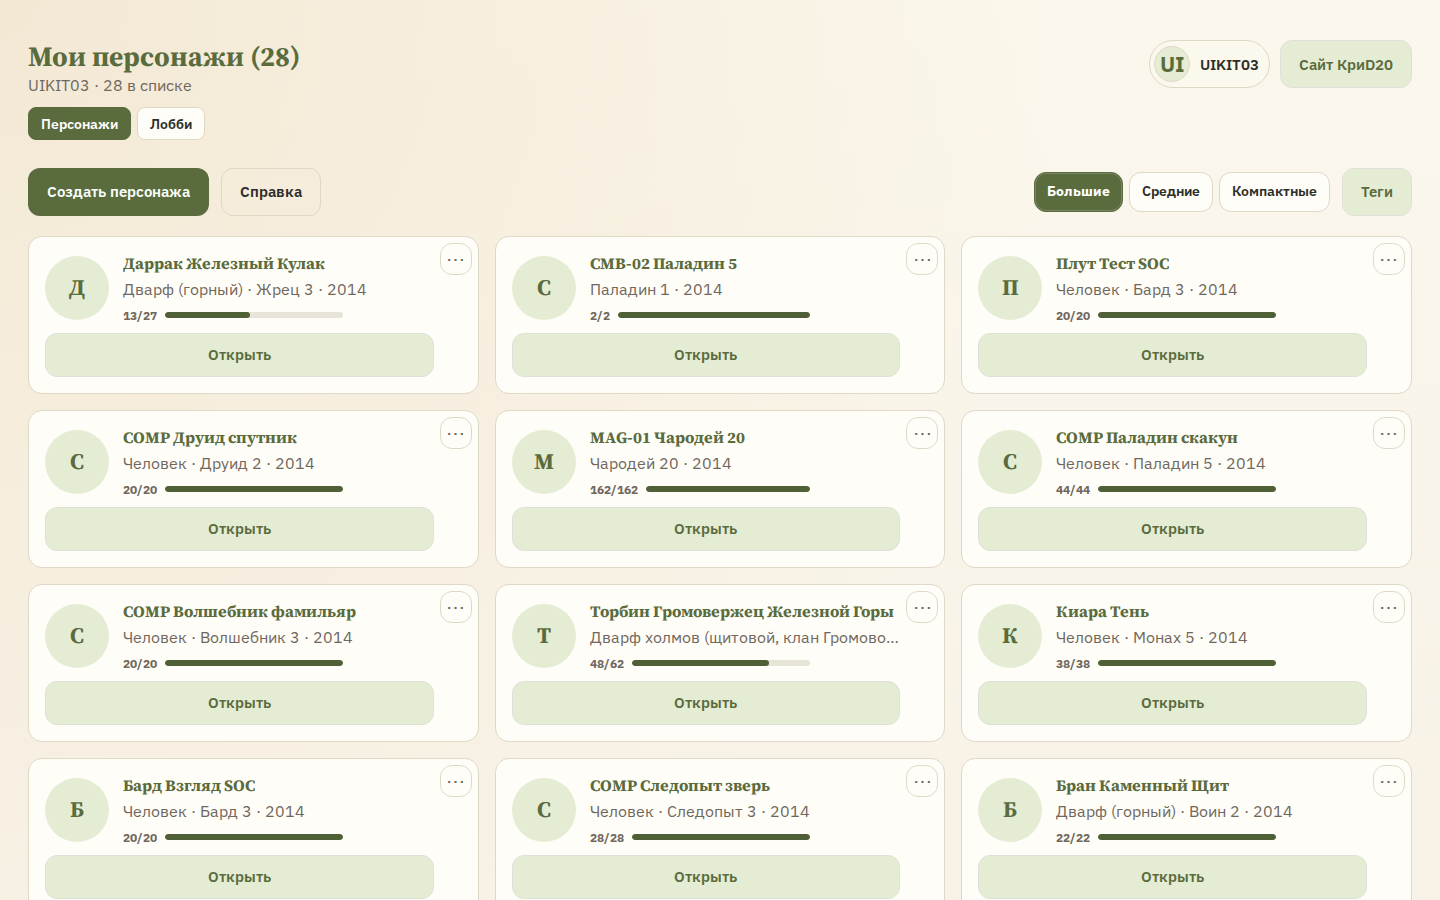 Мои персонажи (28)
UIKIT03 · 28 в списке
UI UIKIT03 Сайт КриD20
Персонажи Лобби
Создать персонажа Справка Большие Средние Компактные Теги
Д
Даррак Железный Кулак
Дварф (горный) · Жрец 3 · 2014
13/27
Открыть
С
СМВ-02 Паладин 5
Паладин 1 · 2014
2/2
Открыть
П
Плут Тест SOC
Человек · Бард 3 · 2014
20/20
Открыть
C
COMP Друид спутник
Человек · Друид 2 · 2014
20/20
Открыть
M
MAG-01 Чародей 20
Чародей 20 · 2014
162/162
Открыть
C
COMP Паладин скакун
Человек · Паладин 5 · 2014
44/44
Открыть
C
COMP Волшебник фамильяр
Человек · Волшебник 3 · 2014
20/20
Открыть
Т
Торбин Громовержец Железной Горы
Дварф холмов (щитовой, клан Громово...
48/62
Открыть
К
Киара Тень
Человек · Монах 5 · 2014
38/38
Открыть
Б
Бард Взгляд SOC
Человек · Бард 3 · 2014
20/20
Открыть
C
COMP Следопыт зверь
Человек · Следопыт 3 · 2014
28/28
Открыть
Б
Бран Каменный Щит
Дварф (горный) · Воин 2 · 2014
22/22
Открыть